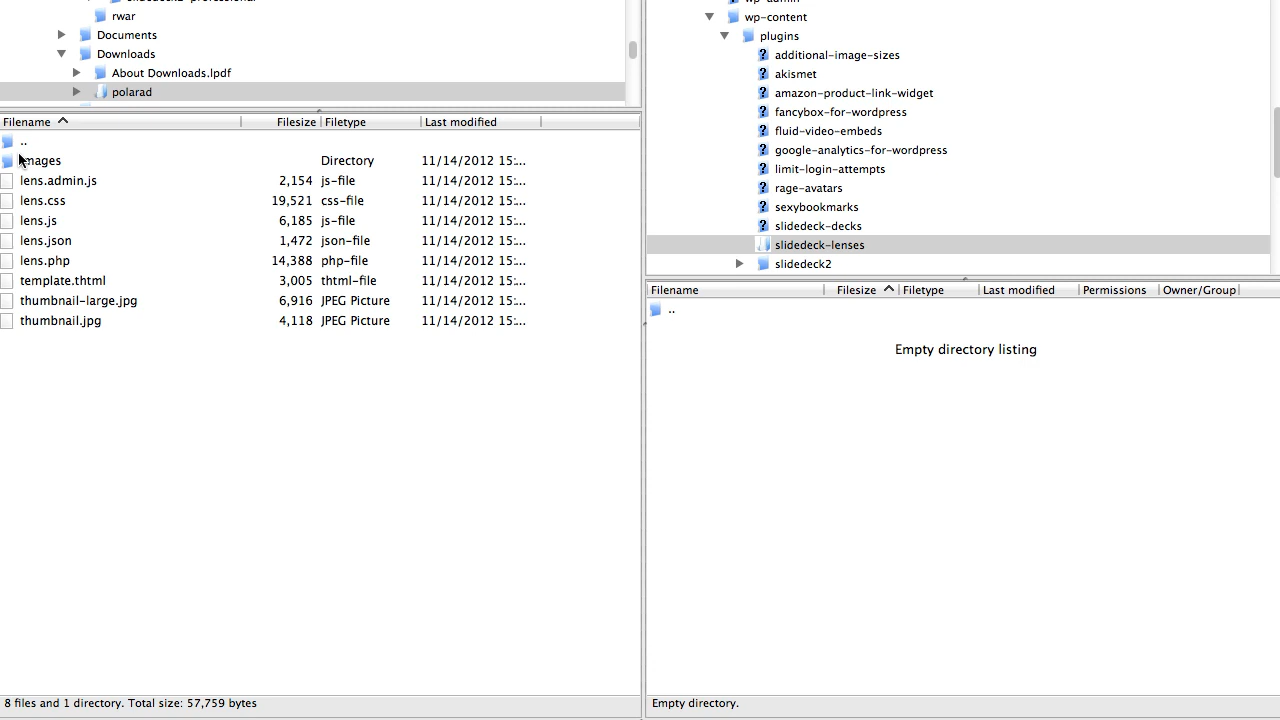 slidedeck2-professional
rwar
Documents
Downloads
About Downloads.lpdf
polarad
Filename Filesize Filetype Last modified
..
images Directory 11/14/2012 15:...
lens.admin.js 2,154 js-file 11/14/2012 15:...
lens.css 19,521 css-file 11/14/2012 15:...
lens.js 6,185 js-file 11/14/2012 15:...
lens.json 1,472 json-file 11/14/2012 15:...
lens.php 14,388 php-file 11/14/2012 15:...
template.thtml 3,005 thtml-file 11/14/2012 15:...
thumbnail-large.jpg 6,916 JPEG Picture 11/14/2012 15:...
thumbnail.jpg 4,118 JPEG Picture 11/14/2012 15:...
8 files and 1 directory. Total size: 57,759 bytes
wp-admin
wp-content
plugins
additional-image-sizes
akismet
amazon-product-link-widget
fancybox-for-wordpress
fluid-video-embeds
google-analytics-for-wordpress
limit-login-attempts
rage-avatars
sexybookmarks
slidedeck-decks
slidedeck-lenses
slidedeck2
Filename Filesize Filetype Last modified Permissions Owner/Group
..
Empty directory listing
Empty directory.